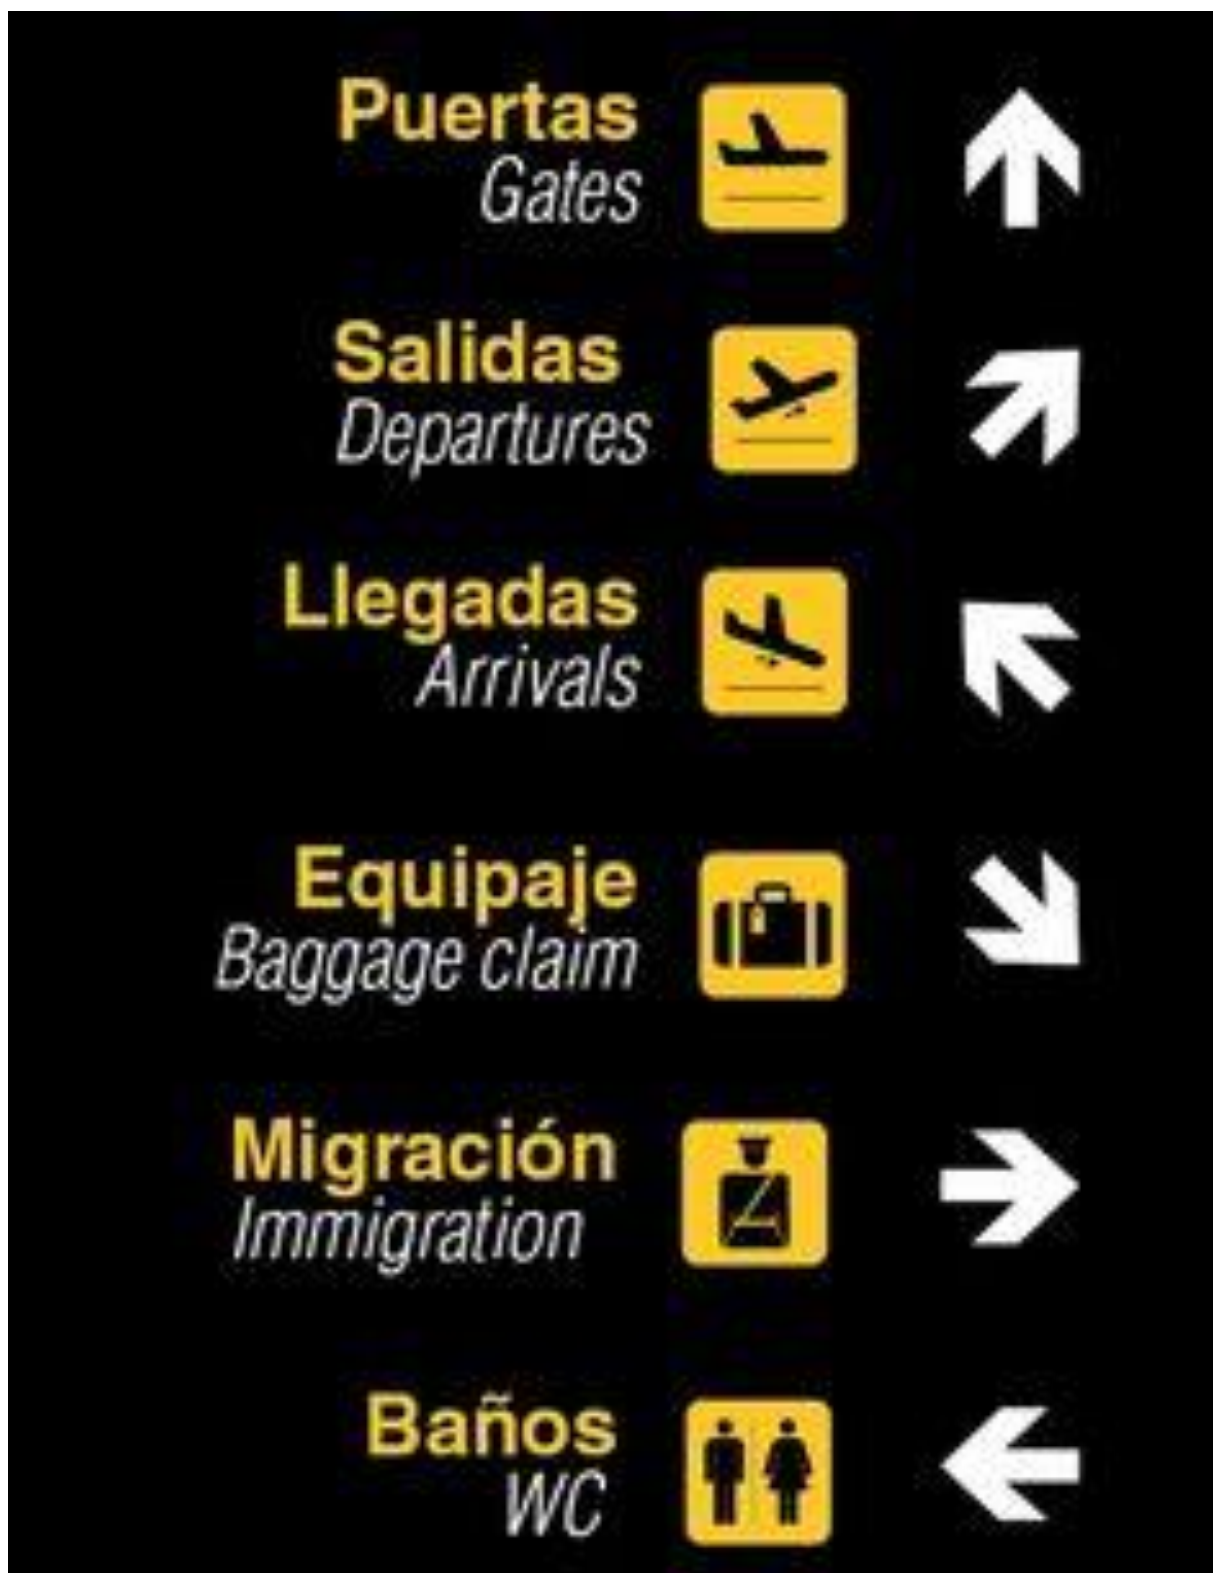 Puertas
Gates
Salidas
Departures
Llegadas
Arrivals
Equipaje
Baggage claim
Migración
Immigration
Baños
WC